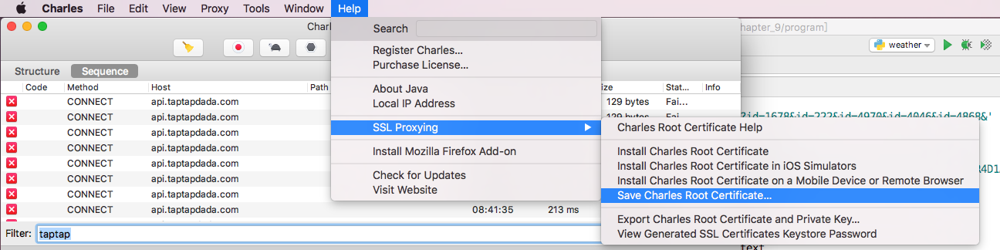 Charles File Edit View Proxy Tools Window Help
Charl
hapter_9/program]
Search
weather
Register Charles...
Purchase License...
Structure Sequence
About Java
Local IP Address
Code Method Host Path ize Stat... Info
CONNECT api.taptapdada.com 129 bytes Fai...
CONNECT api.taptapdada.com 129 bytes Fai...
CONNECT api.taptapdada.com
CONNECT api.taptapdada.com
CONNECT api.taptapdada.com
CONNECT api.taptapdada.com
CONNECT api.taptapdada.com
CONNECT api.taptapdada.com 08:41:35 213 ms
SSL Proxying
Install Mozilla Firefox Add-on
Check for Updates
Visit Website
?id=1678&id=222&id=4970&id=4046&id=4868&'
Charles Root Certificate Help
Install Charles Root Certificate
Install Charles Root Certificate in iOS Simulators
Install Charles Root Certificate on a Mobile Device or Remote Browser
Save Charles Root Certificate...
Export Charles Root Certificate and Private Key...
View Generated SSL Certificates Keystore Password
Filter: taptap